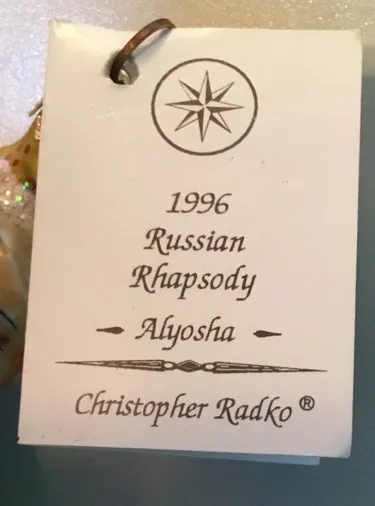 1996
Russian
Rhapsody
Alyosha
Christopher Radko ®